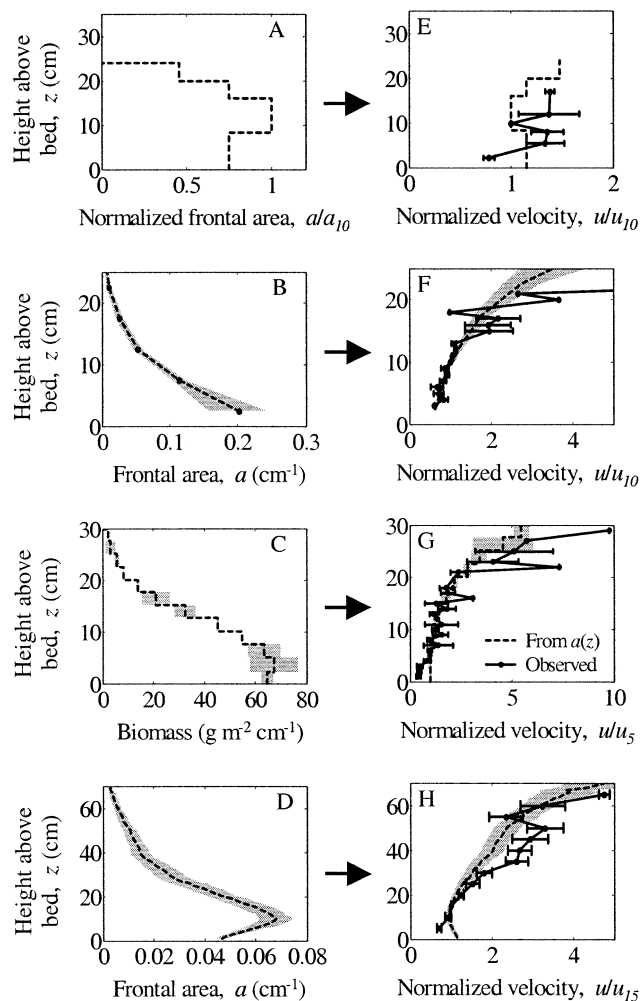 A
Height above
bed, z (cm)
30
20
10
0
0
0.5
1
Normalized frontal area, a/a10
E
30
20
10
0
0
1
2
Normalized velocity, u/u10
B
Height above
bed, z (cm)
20
10
0
0
0.1
0.2
0.3
Frontal area, a (cm-1)
F
20
10
0
0
2
4
Normalized velocity, u/u10
C
Height above
bed, z (cm)
30
20
10
0
0
20
40
60
80
Biomass (g m-2 cm-1)
G
30
20
10
0
From a(z)
Observed
0
5
10
Normalized velocity, u/u5
D
Height above
bed, z (cm)
60
40
20
0
0
0.02
0.04
0.06
0.08
Frontal area, a (cm-1)
H
60
40
20
0
0
2
4
Normalized velocity, u/u15